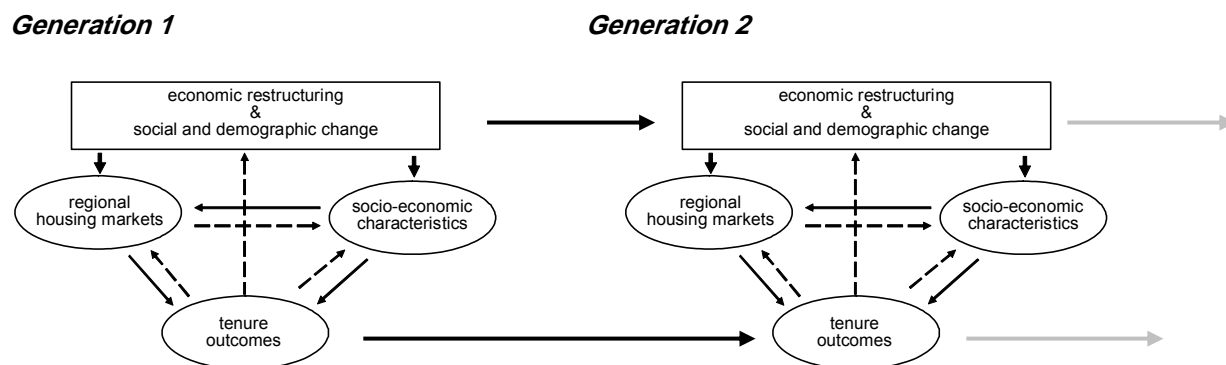 Generation 1
Generation 2
economic restructuring
&
social and demographic change
economic restructuring
&
social and demographic change
regional
housing markets
socio-economic
characteristics
regional
housing markets
socio-economic
characteristics
tenure
outcomes
tenure
outcomes